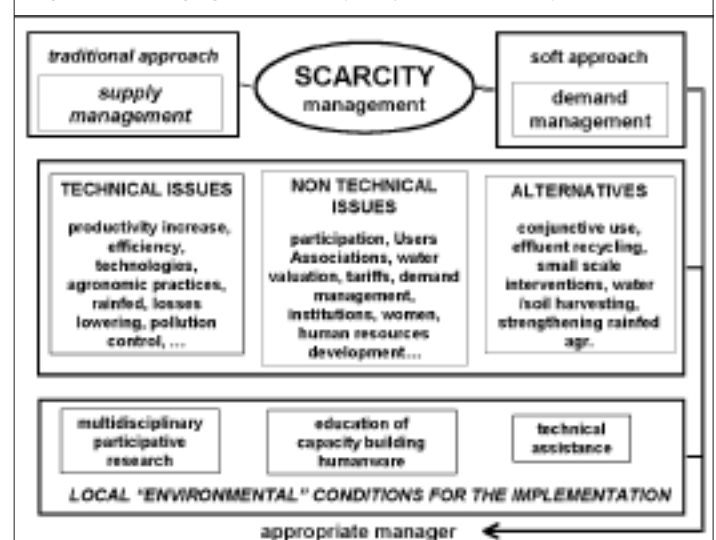 traditional approach
supply
management
SCARCITY
management
soft approach
demand
management
TECHNICAL ISSUES
productivity increase,
efficiency,
technologies,
agronomic practices,
rainfed, losses
lowering, pollution
control, ...
NON TECHNICAL
ISSUES
participation, Users
Associations, water
valuation, tariffs, demand
management,
institutions, women,
human resources
development...
ALTERNATIVES
conjunctive use,
effluent recycling,
small scale
interventions, water
/soil harvesting,
strengthening rainfed
agr.
multidisciplinary
participative
research
education of
capacity building
humanware
technical
assistance
LOCAL "ENVIRONMENTAL" CONDITIONS FOR THE IMPLEMENTATION
appropriate manager